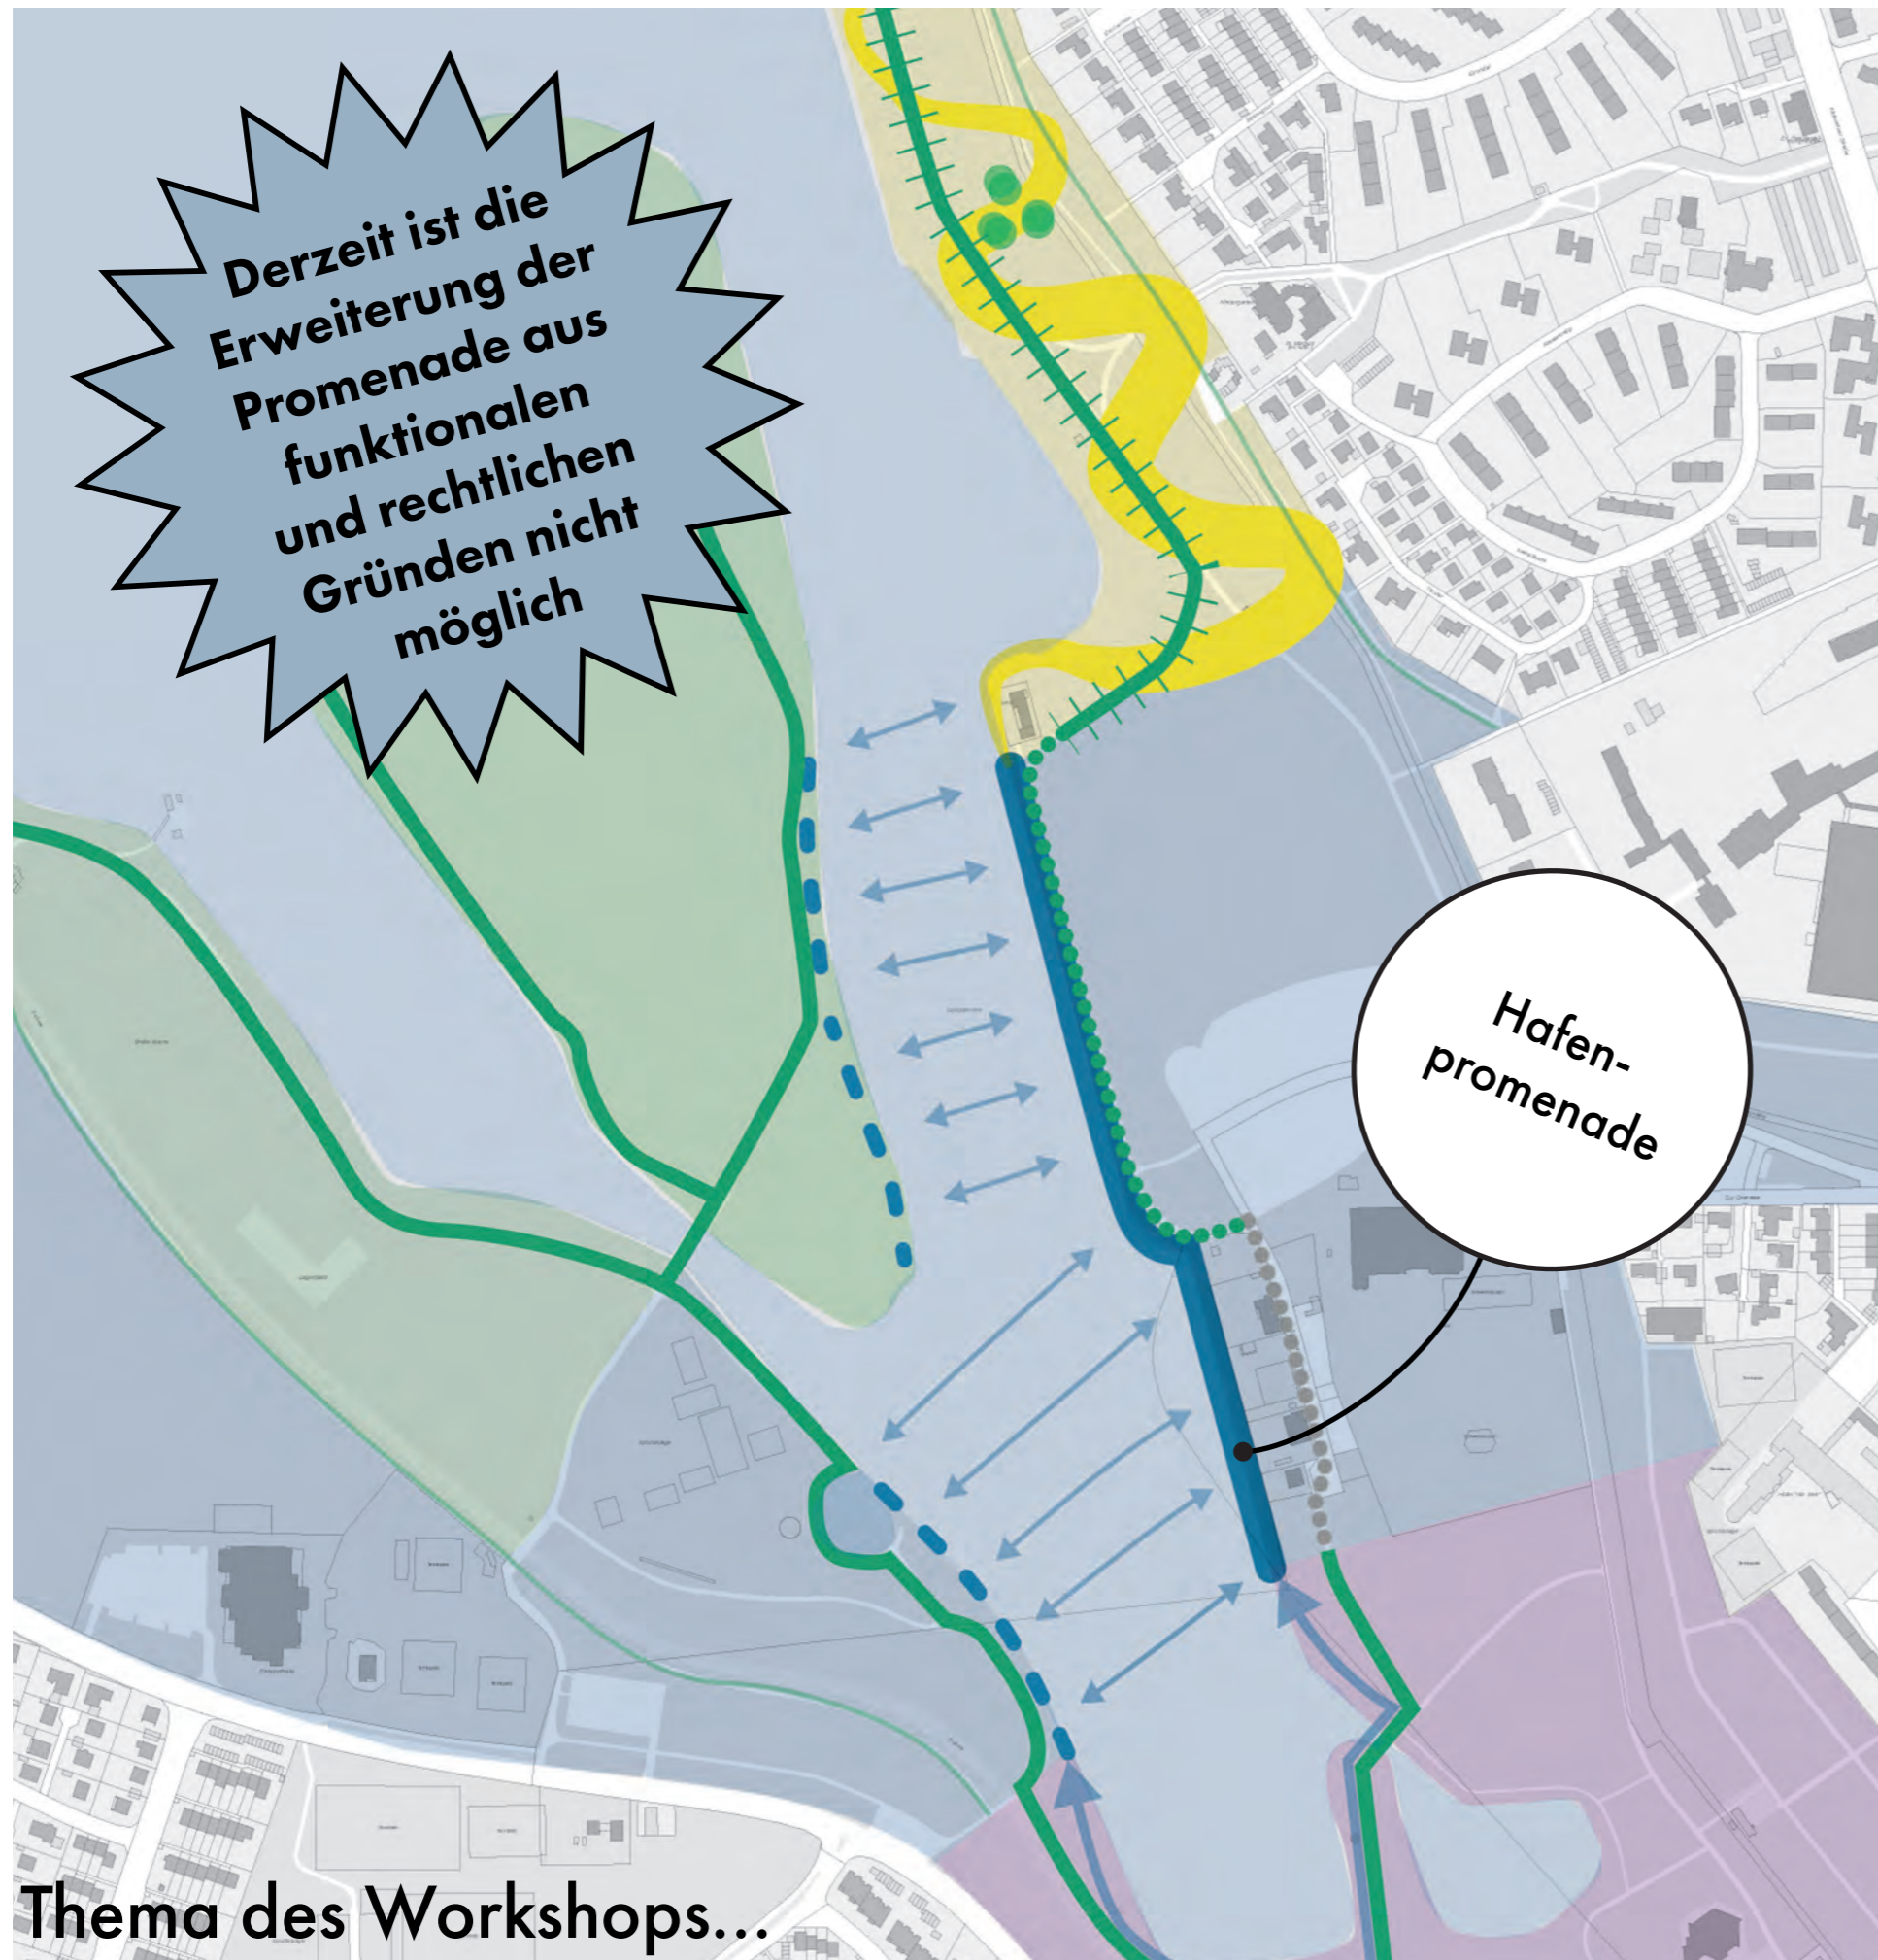 Derzeit ist die
Erweiterung der
Promenade aus
funktionalen
und rechtlichen
Gründen nicht
möglich
Hafen-
promenade
Thema des Workshops...